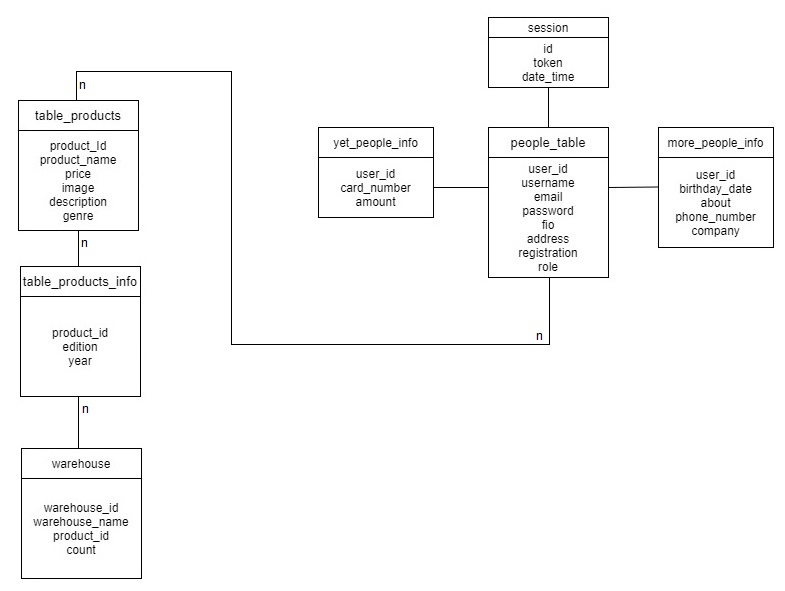 session
id
token
date_time
n
table_products
product_Id
product_name
price
image
description
genre
yet_people_info
user_id
card_number
amount
people_table
user_id
username
email
password
fio
address
registration
role
more_people_info
user_id
birthday_date
about
phone_number
company
n
table_products_info
product_id
edition
year
n
n
warehouse
warehouse_id
warehouse_name
product_id
count